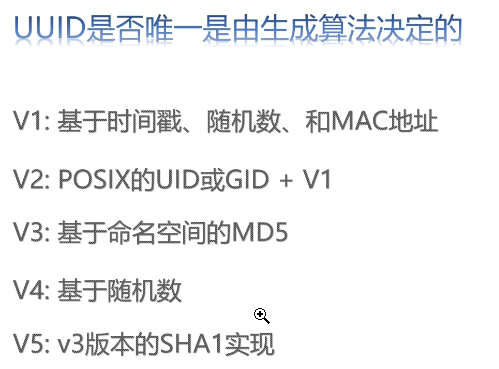 UUID是否唯一是由生成算法决定的
V1: 基于时间戳、随机数、和MAC地址
V2: POSIX的UID或GID + V1
V3: 基于命名空间的MD5
V4: 基于随机数
V5: v3版本的SHA1实现